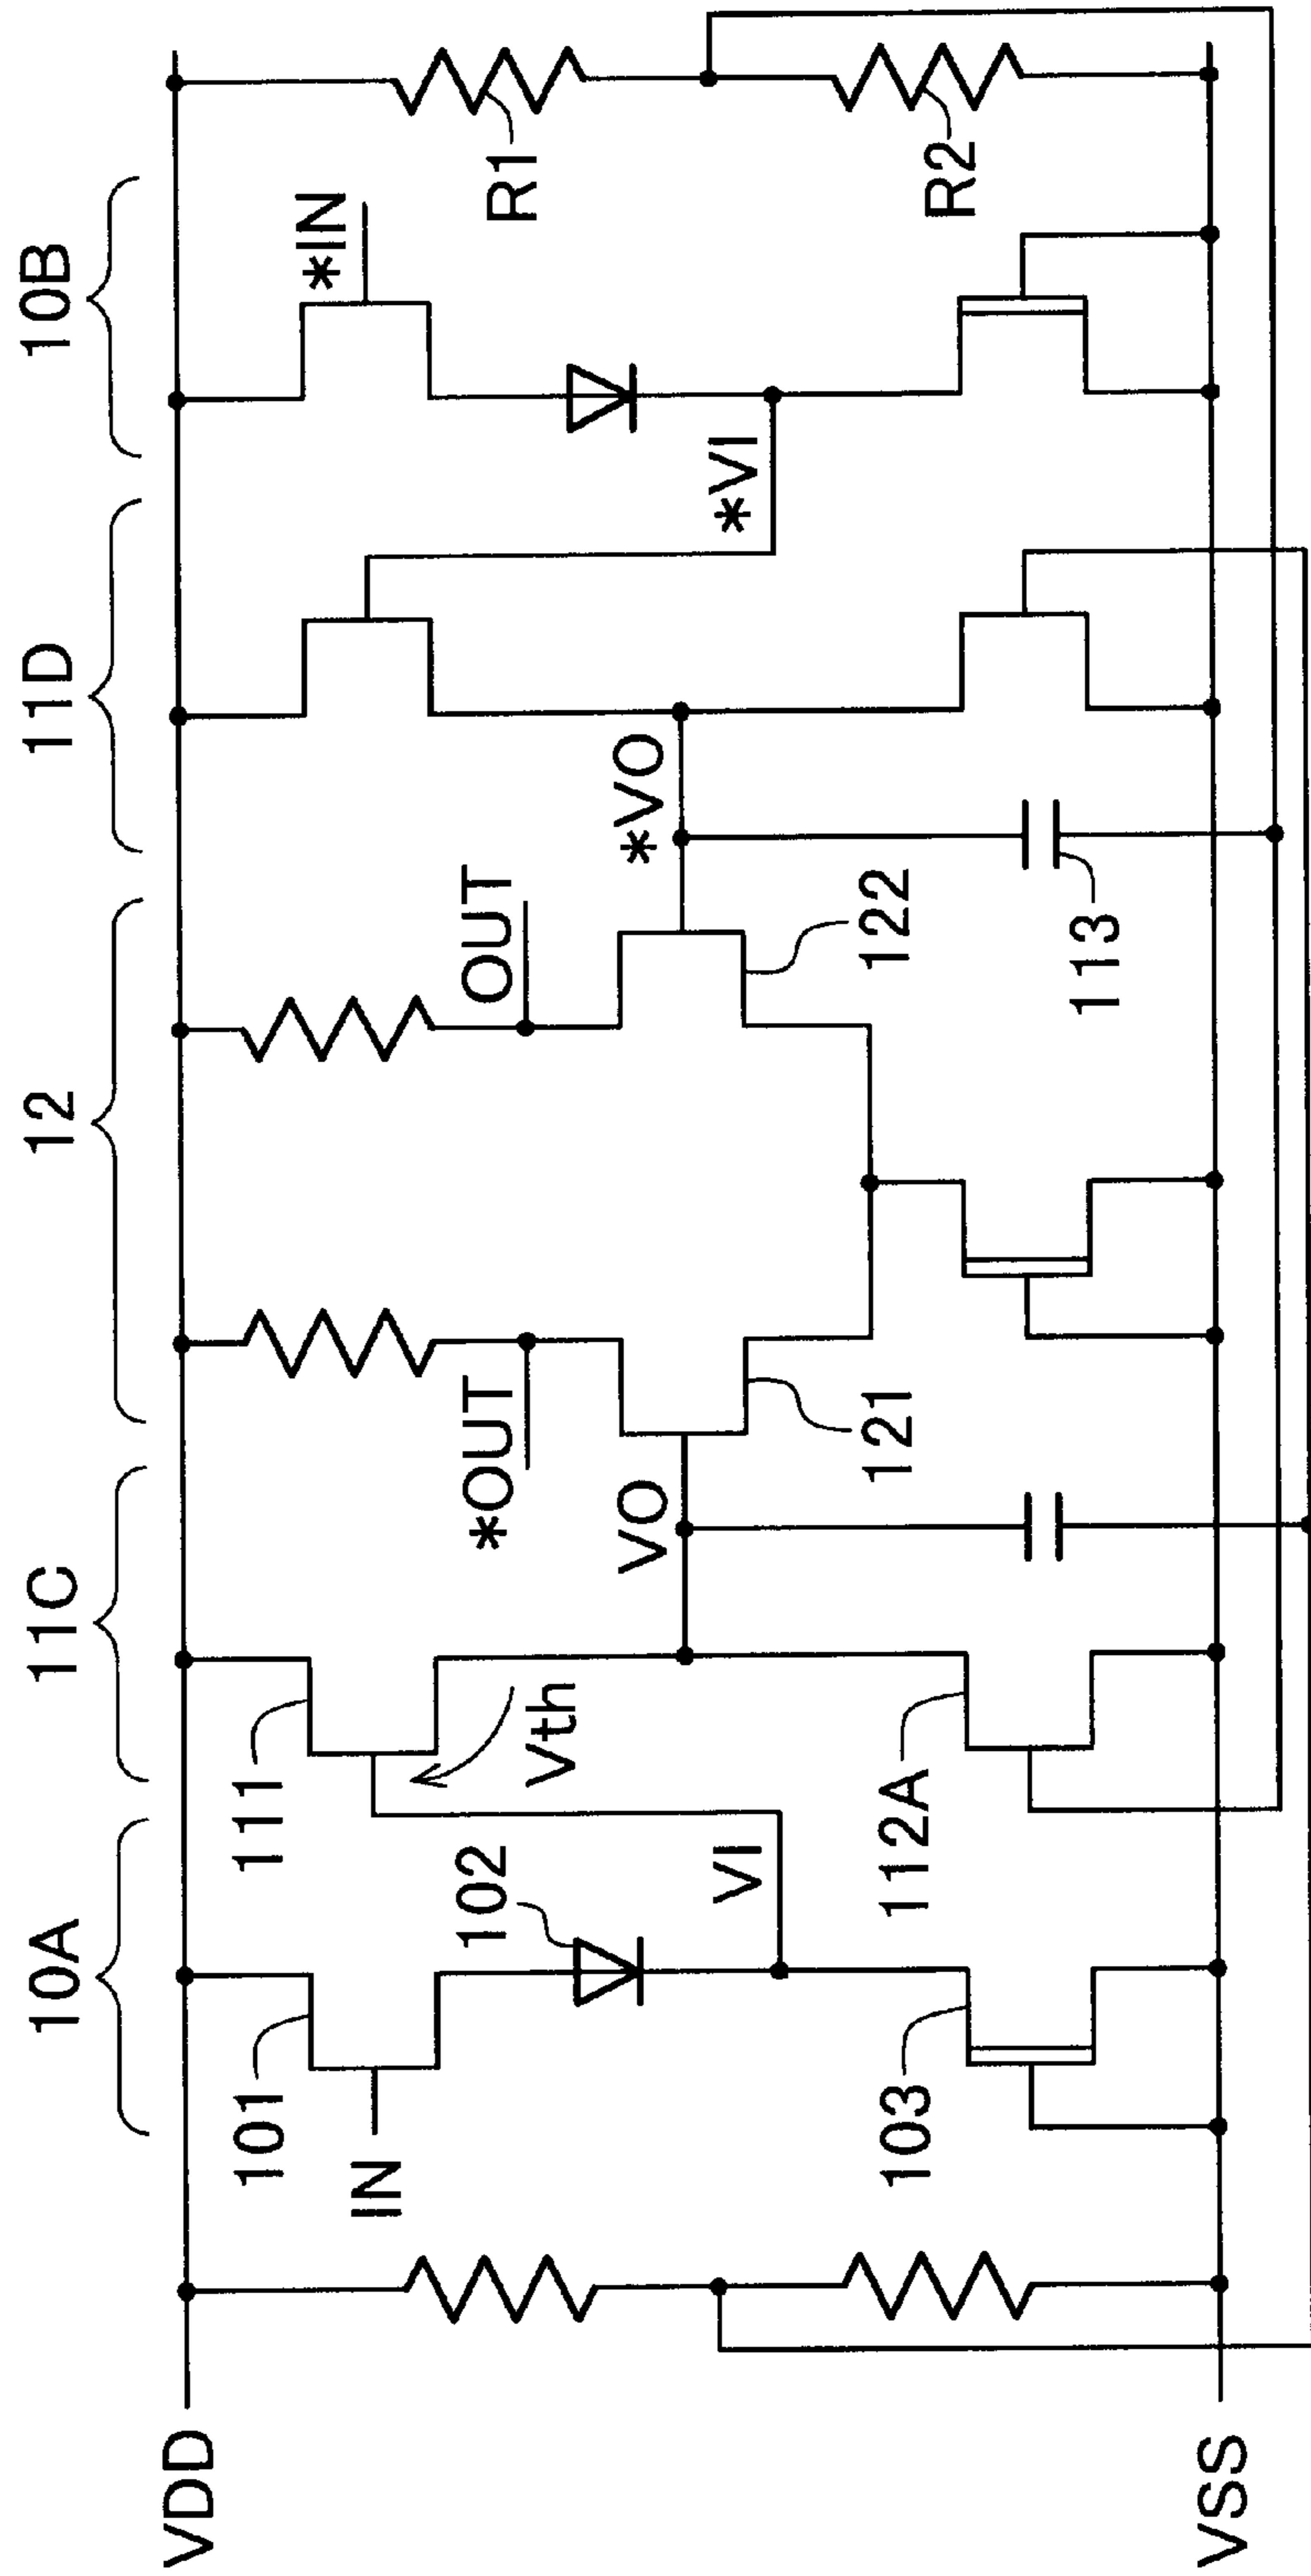 10A
11C
12
11D
10B
VDD
101
IN
111
Vth
102
VI
*OUT
VO
OUT
*VO
*VI
*IN
R1
R2
103
112A
121
122
113
VSS